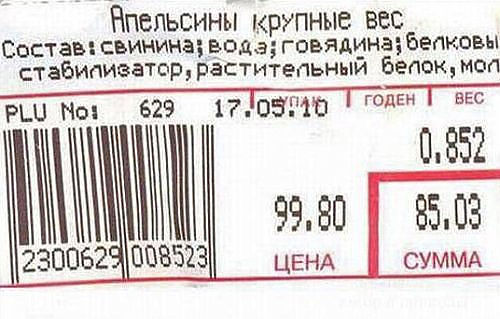 Апельсины крупные вес
Состав:свинина;вода;говядина;белковы
стабилизатор,растительный белок,мол
PLU No: 629 17.05.10 УПАК ГОДЕН ВЕС
0.852
99.80 85.03
2300629 008523 ЦЕНА СУММА